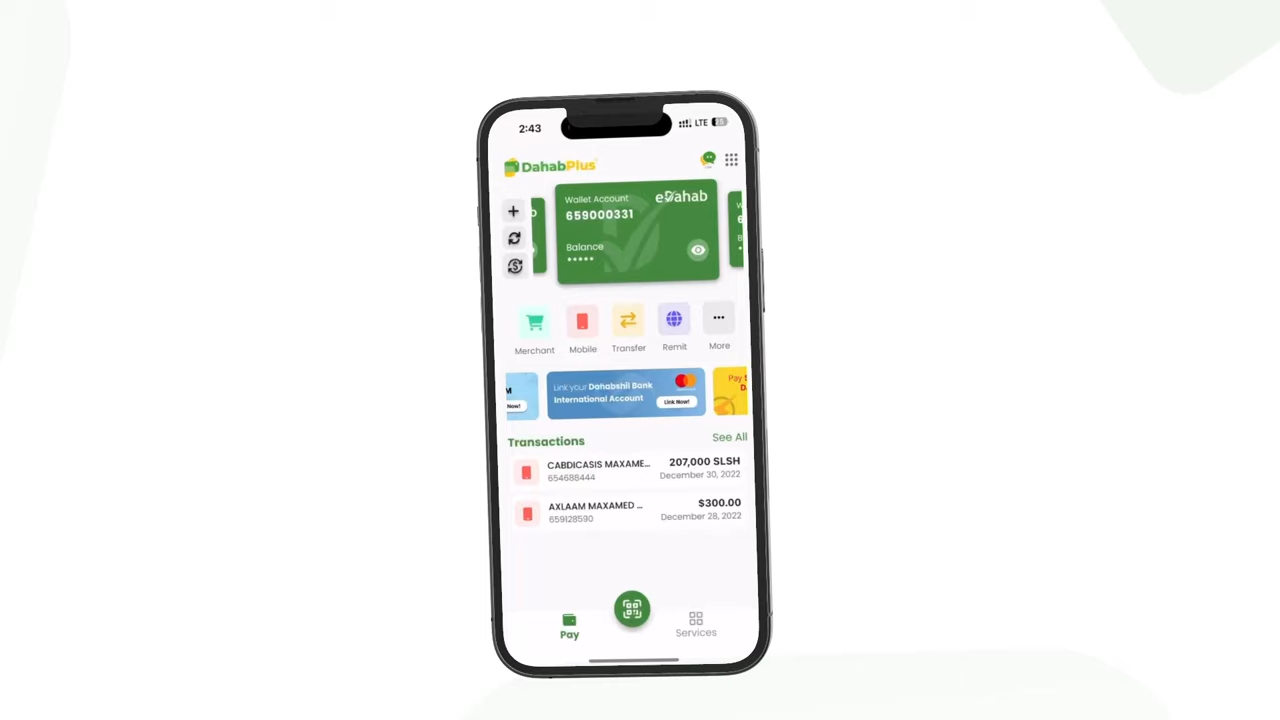 2:43
LTE
DahabPlus
Wallet Account
eDahab
659000331
Balance
*****
Merchant
Mobile
Transfer
Remit
More
Link your Dahabshil Bank
International Account
Link Now!
Now!
Pay
Transactions
See All
CABDICASIS MAXAME...
207,000 SLSH
654688444
December 30, 2022
AXLAAM MAXAMED ...
$300.00
659128590
December 28, 2022
Pay
Services